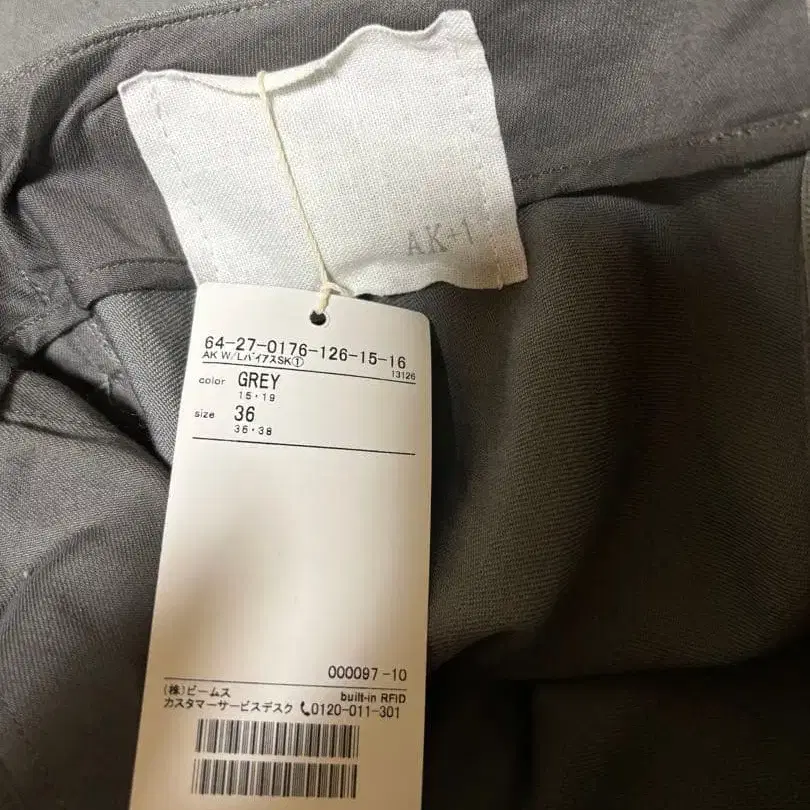 AK+1
64-27-0176-126-15-16
AK W/LバイアスSK①
13126
color GREY
15・19
size 36
36・38
000097-10
(株)ビームス built-in RFID
カスタマーサービスデスク 0120-011-301